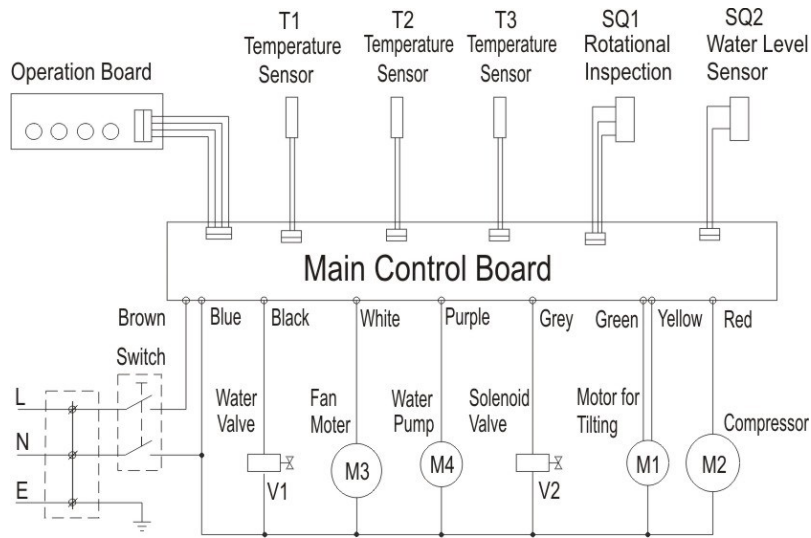 T1
Temperature
Sensor
T2
Temperature
Sensor
T3
Temperature
Sensor
SQ1
Rotational
Inspection
SQ2
Water Level
Sensor
Operation Board
Main Control Board
Brown
Blue
Black
White
Purple
Grey
Green
Yellow
Red
Switch
L
N
E
Water
Valve
V1
Fan
Moter
M3
Water
Pump
M4
Solenoid
Valve
V2
Motor for
Tilting
M1
Compressor
M2